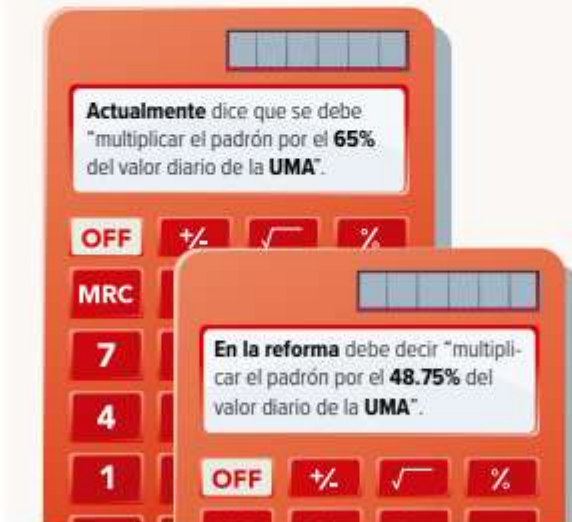 Actualmente dice que se debe
"multiplicar el padrón por el 65%
del valor diario de la UMA".
OFF +/- √ %
MRC
7
4
1
En la reforma debe decir "multipli-
car el padrón por el 48.75% del
valor diario de la UMA".
OFF +/- √ %